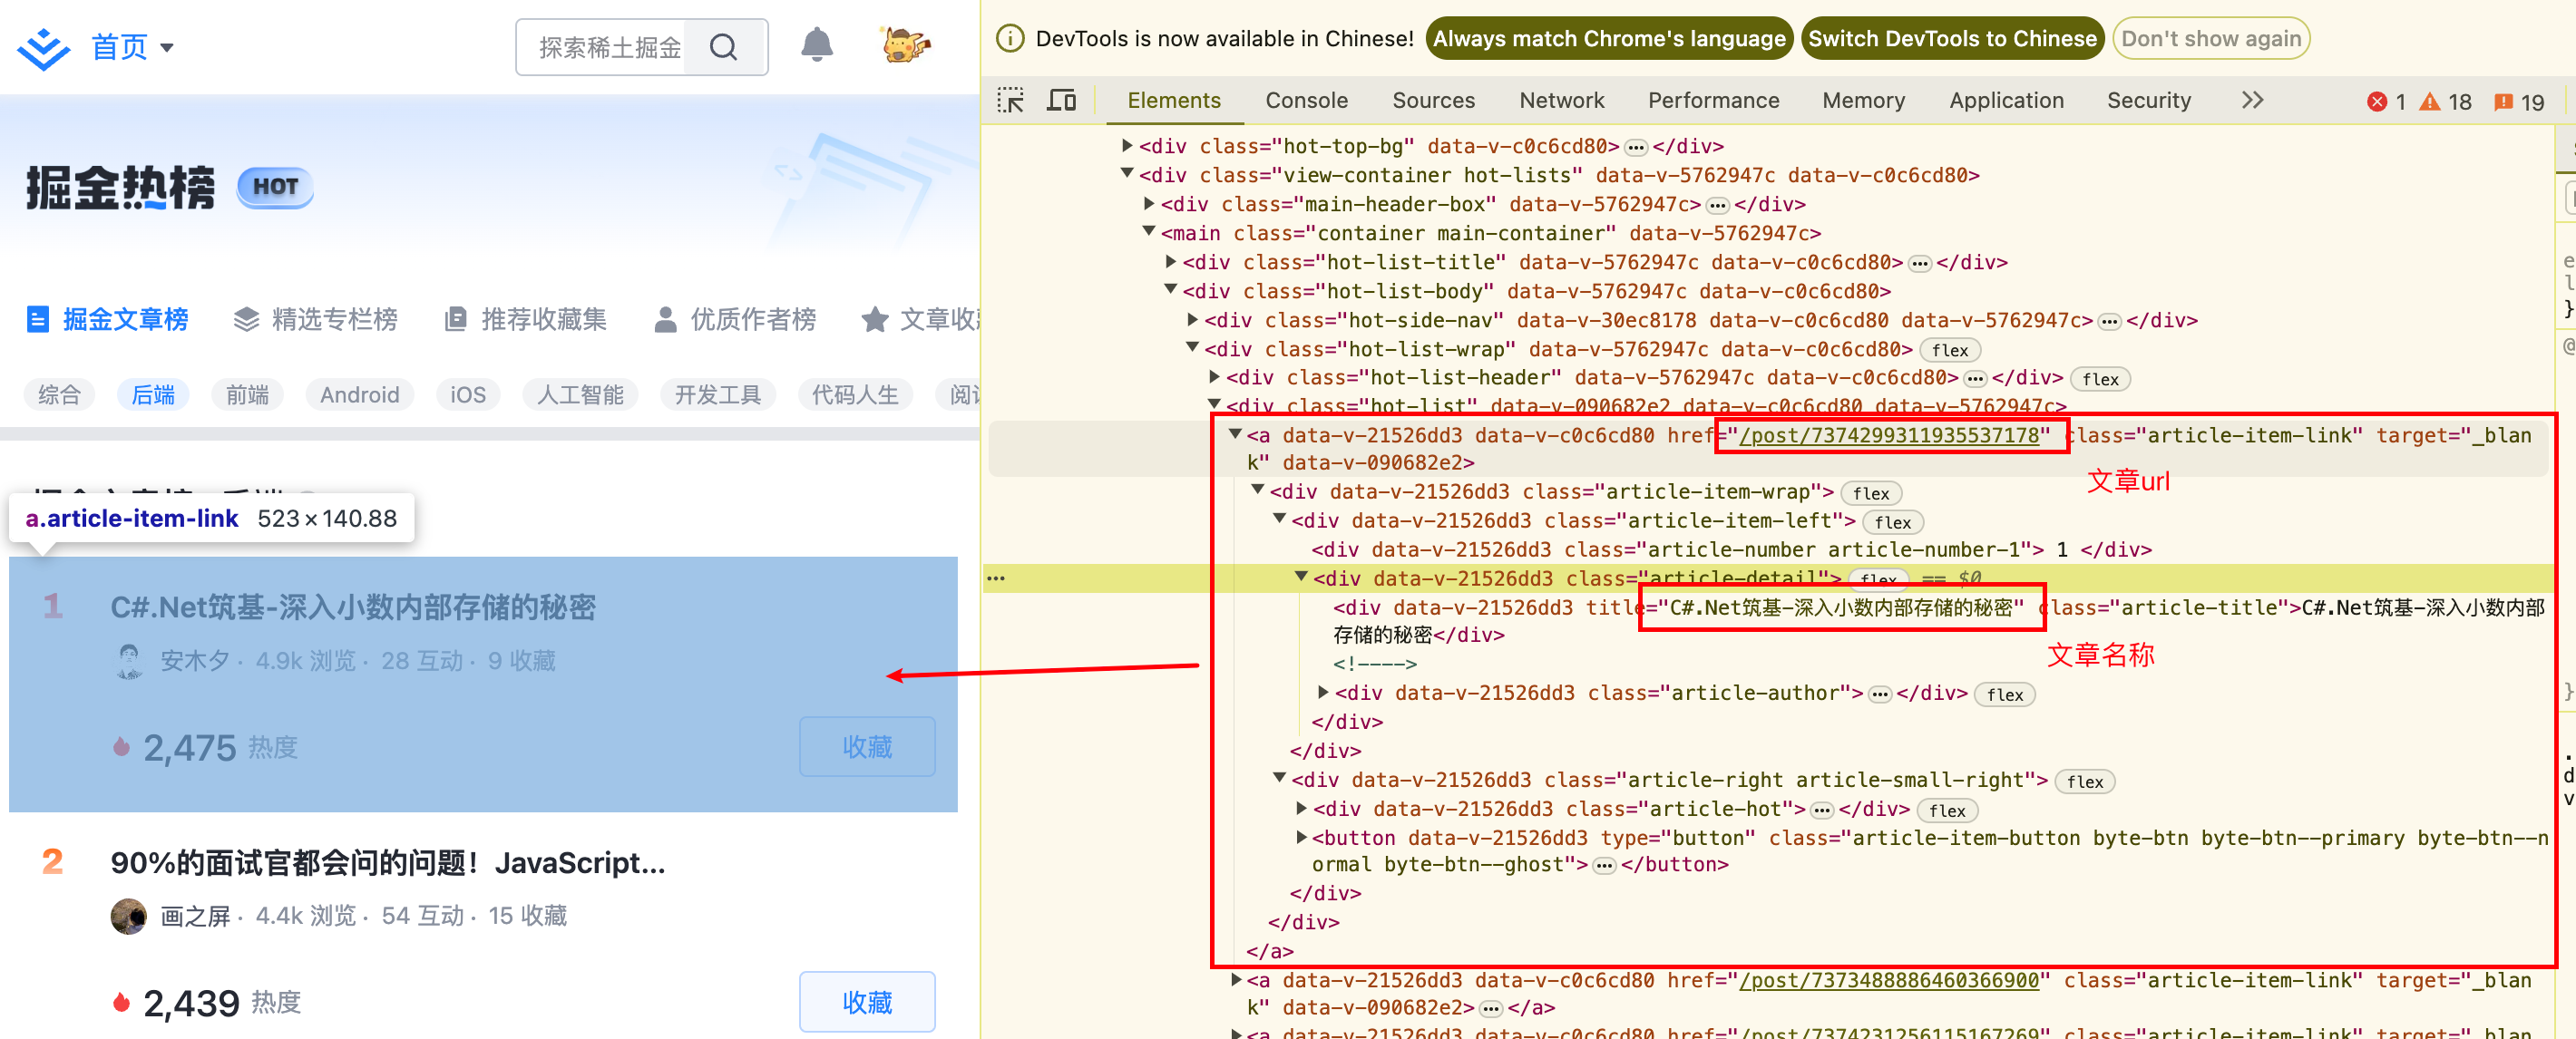 首页
探索稀土掘金
掘金热榜 HOT
掘金文章榜 精选专栏榜 推荐收藏集 优质作者榜
综合 后端 前端 Android iOS 人工智能 开发工具 代码人生
a.article-item-link 523×140.88
1 C#.Net筑基-深入小数内部存储的秘密
安木夕 · 4.9k 浏览 · 28 互动 · 9 收藏
2,475 热度 收藏
2 90%的面试官都会问的问题！JavaScript...
画之屏 · 4.4k 浏览 · 54 互动 · 15 收藏
2,439 热度 收藏
DevTools is now available in Chinese! Always match Chrome's language Switch DevTools to Chinese Don't show again
Elements Console Sources Network Performance Memory Application Security 1 18 19
<div class="hot-top-bg" data-v-c0c6cd80>…</div>
<div class="view-container hot-lists" data-v-5762947c data-v-c0c6cd80>
<div class="main-header-box" data-v-5762947c>…</div>
<main class="container main-container" data-v-5762947c>
<div class="hot-list-title" data-v-5762947c data-v-c0c6cd80>…</div>
<div class="hot-list-body" data-v-5762947c data-v-c0c6cd80>
<div class="hot-side-nav" data-v-30ec8178 data-v-c0c6cd80 data-v-5762947c>…</div>
<div class="hot-list-wrap" data-v-5762947c data-v-c0c6cd80> flex
<div class="hot-list-header" data-v-5762947c data-v-c0c6cd80>…</div> flex
<div class="hot-list" data-v-090682e2 data-v-c0c6cd80 data-v-5762947c>
<a data-v-21526dd3 data-v-c0c6cd80 href="/post/7374299311935537178" class="article-item-link" target="_blan
k" data-v-090682e2>
文章url
<div data-v-21526dd3 class="article-item-wrap"> flex
<div data-v-21526dd3 class="article-item-left"> flex
<div data-v-21526dd3 class="article-number article-number-1"> 1 </div>
<div data-v-21526dd3 class="article-detail"> flex == $0
<div data-v-21526dd3 title="C#.Net筑基-深入小数内部存储的秘密" class="article-title">C#.Net筑基-深入小数内部
存储的秘密</div>
文章名称
<!---->
<div data-v-21526dd3 class="article-author">…</div> flex
</div>
</div>
<div data-v-21526dd3 class="article-right article-small-right"> flex
<div data-v-21526dd3 class="article-hot">…</div> flex
<button data-v-21526dd3 type="button" class="article-item-button byte-btn byte-btn--primary byte-btn--n
ormal byte-btn--ghost">…</button>
</div>
</div>
</a>
<a data-v-21526dd3 data-v-c0c6cd80 href="/post/7373488886460366900" class="article-item-link" target="_blan
k" data-v-090682e2>…</a>
<a data-v-21526dd3 data-v-c0c6cd80 href="/post/7374231256115167269" class="article-item-link" target="_blan